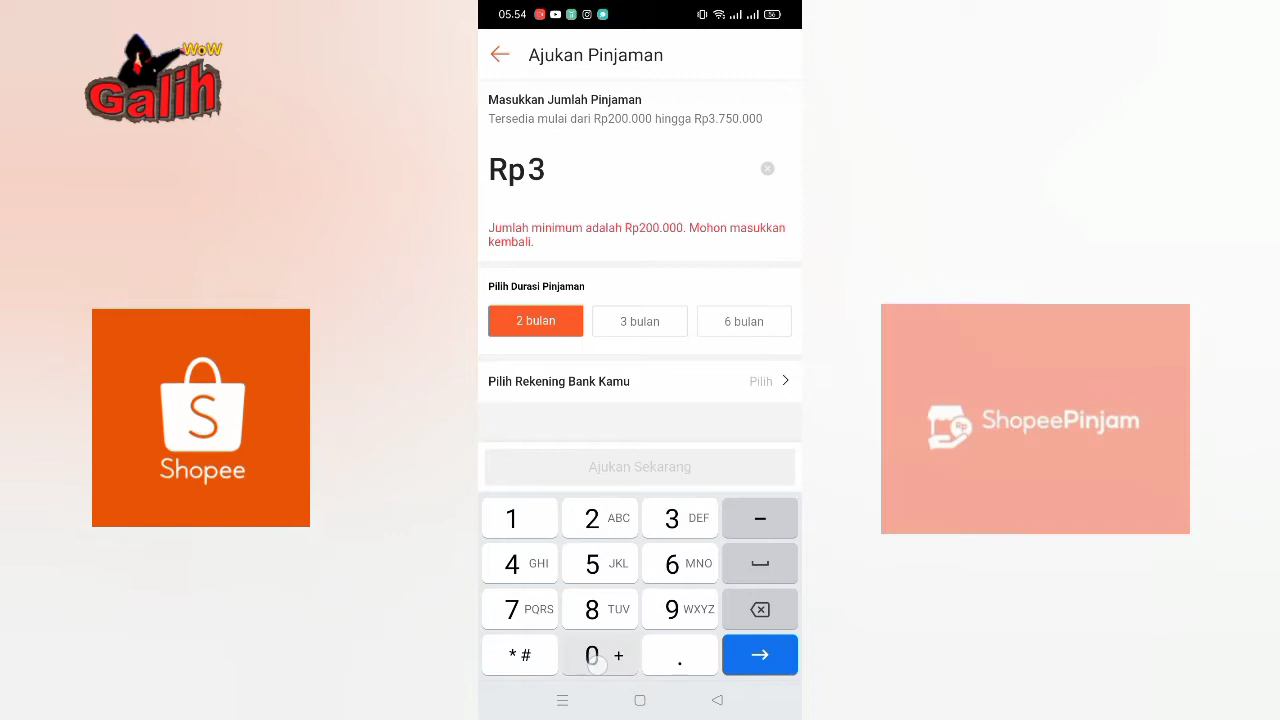 05.54
56
Ajukan Pinjaman
WoW
Galih
Masukkan Jumlah Pinjaman
Tersedia mulai dari Rp200.000 hingga Rp3.750.000
Rp3
Jumlah minimum adalah Rp200.000. Mohon masukkan
kembali.
Pilih Durasi Pinjaman
2 bulan 3 bulan 6 bulan
Pilih Rekening Bank Kamu Pilih
S
Shopee
Rp
ShopeePinjam
Ajukan Sekarang
1 2 ABC 3 DEF –
4 GHI 5 JKL 6 MNO
7 PQRS 8 TUV 9 WXYZ
* # 0 + .